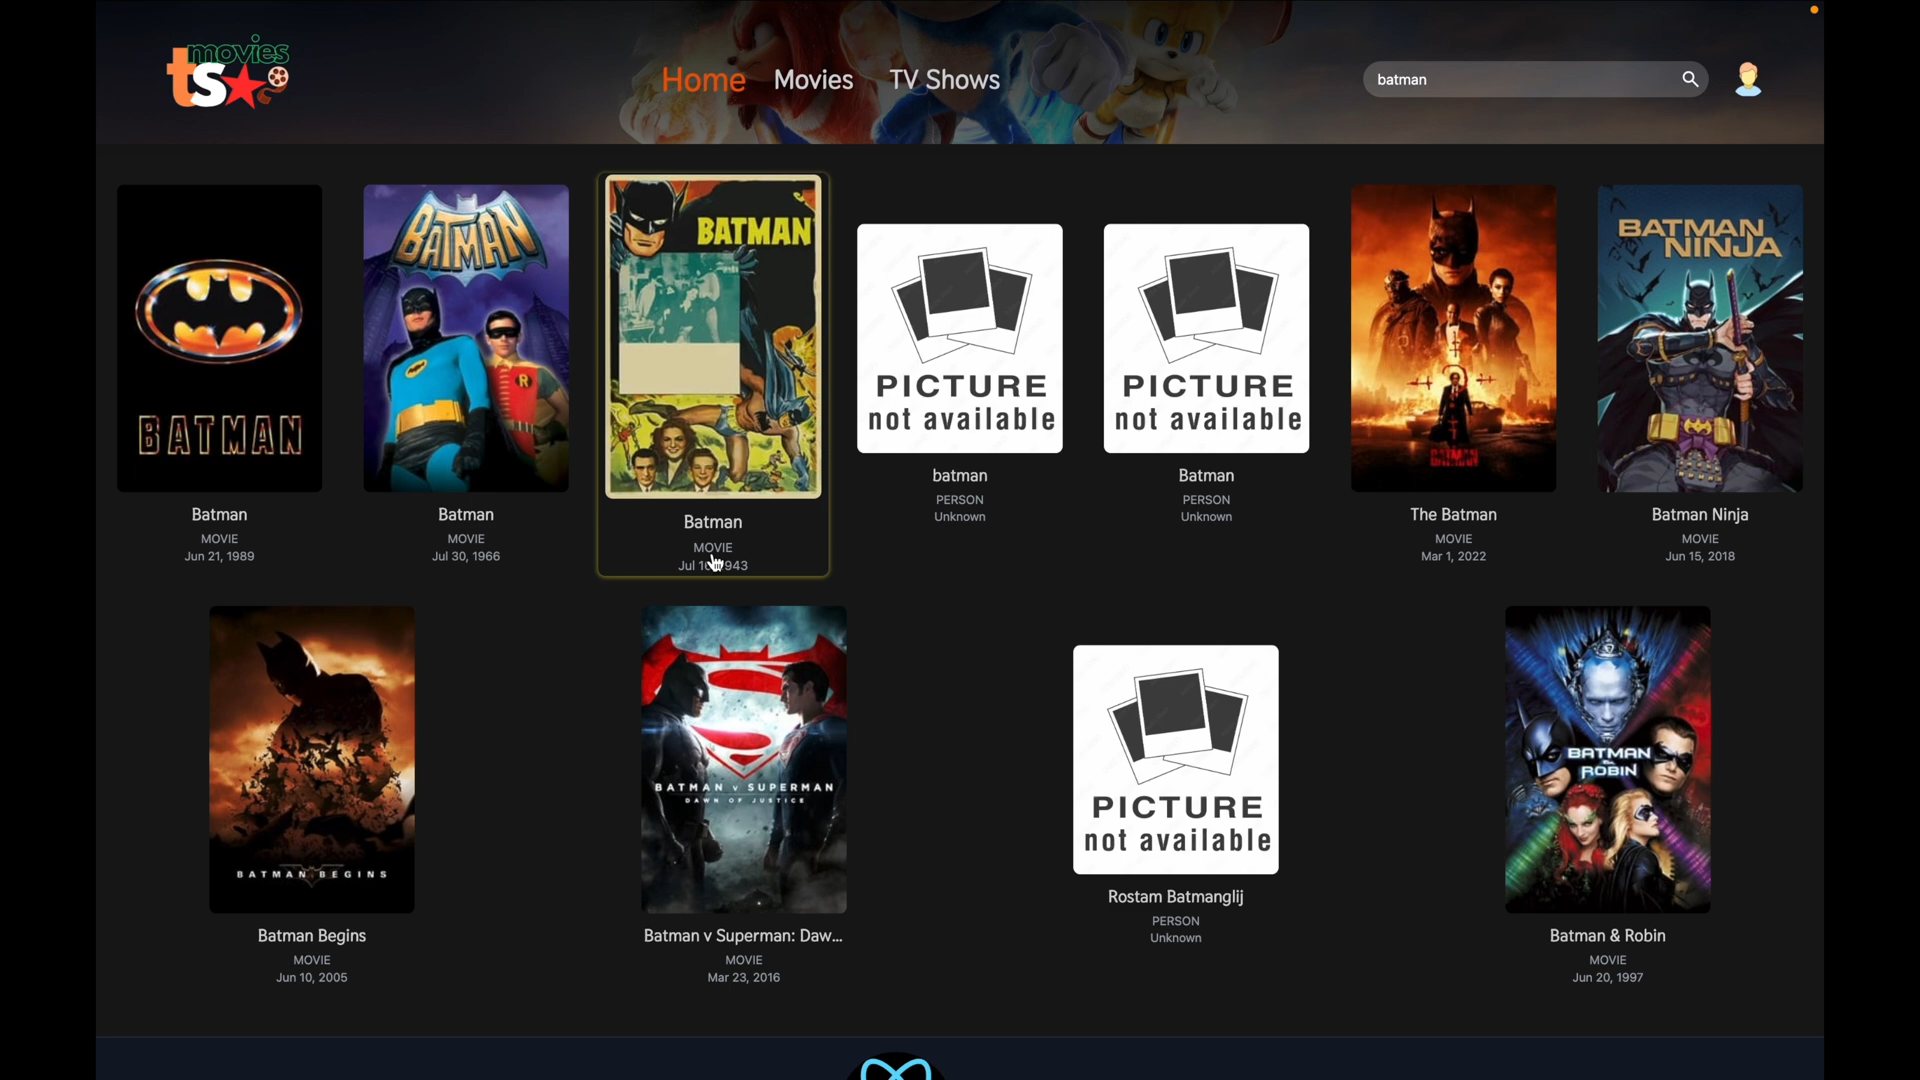 movies
ts
Home
Movies
TV Shows
batman
BATMAN
BATMAN
BATMAN
PICTURE
not available
PICTURE
not available
BATMAN
BATMAN
NINJA
Batman
MOVIE
Jun 21, 1989
Batman
MOVIE
Jul 30, 1966
R
Batman
MOVIE
batman
PERSON
Unknown
Batman
PERSON
Unknown
The Batman
MOVIE
Mar 1, 2022
Batman Ninja
MOVIE
Jun 15, 2018
BATMAN BEGINS
BATMAN V SUPERMAN
DAWN OF JUSTICE
PICTURE
not available
BATMAN
& ROBIN
Batman Begins
MOVIE
Jun 10, 2005
Batman v Superman: Daw...
MOVIE
Mar 23, 2016
Rostam Batmanglij
PERSON
Unknown
Batman & Robin
MOVIE
Jun 20, 1997